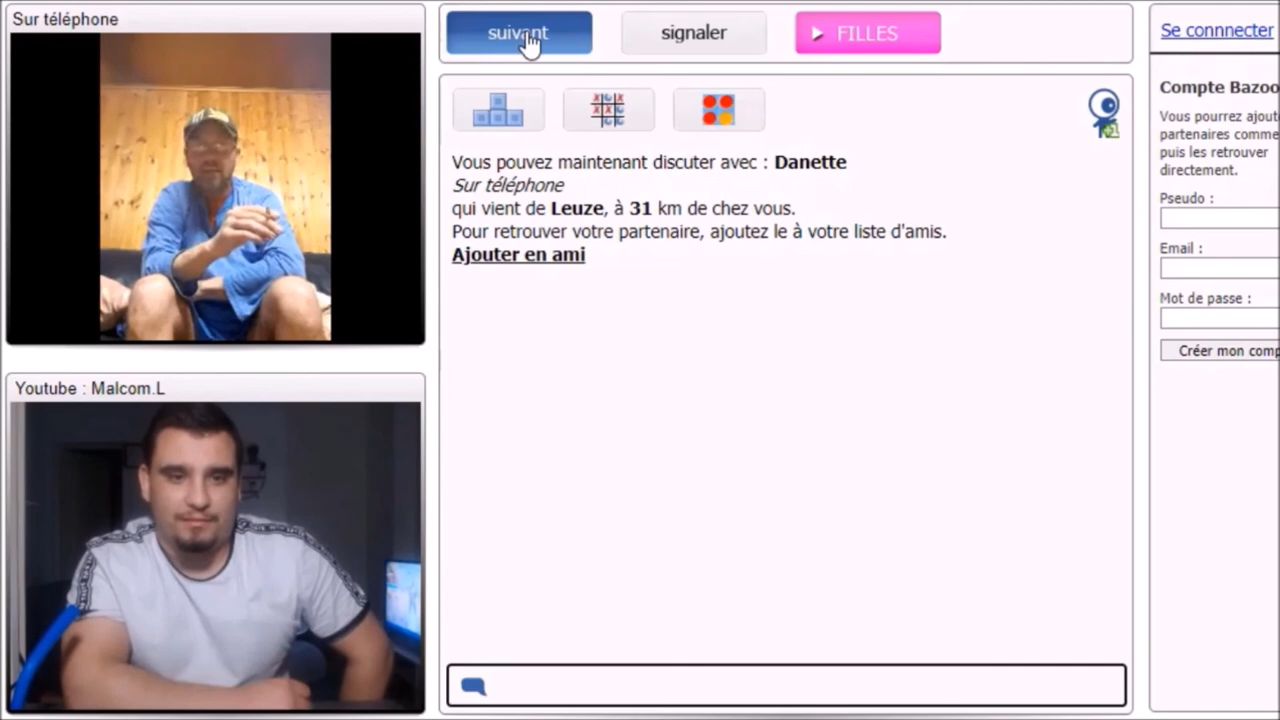 Sur téléphone
suivant
signaler
FILLES
Se connnecter
Vous pouvez maintenant discuter avec : Danette
Sur téléphone
qui vient de Leuze, à 31 km de chez vous.
Pour retrouver votre partenaire, ajoutez le à votre liste d'amis.
Ajouter en ami
Compte Bazoo
Vous pourrez ajout
partenaires comme
puis les retrouver
directement.
Pseudo :
Email :
Mot de passe :
Créer mon comp
Youtube : Malcom.L